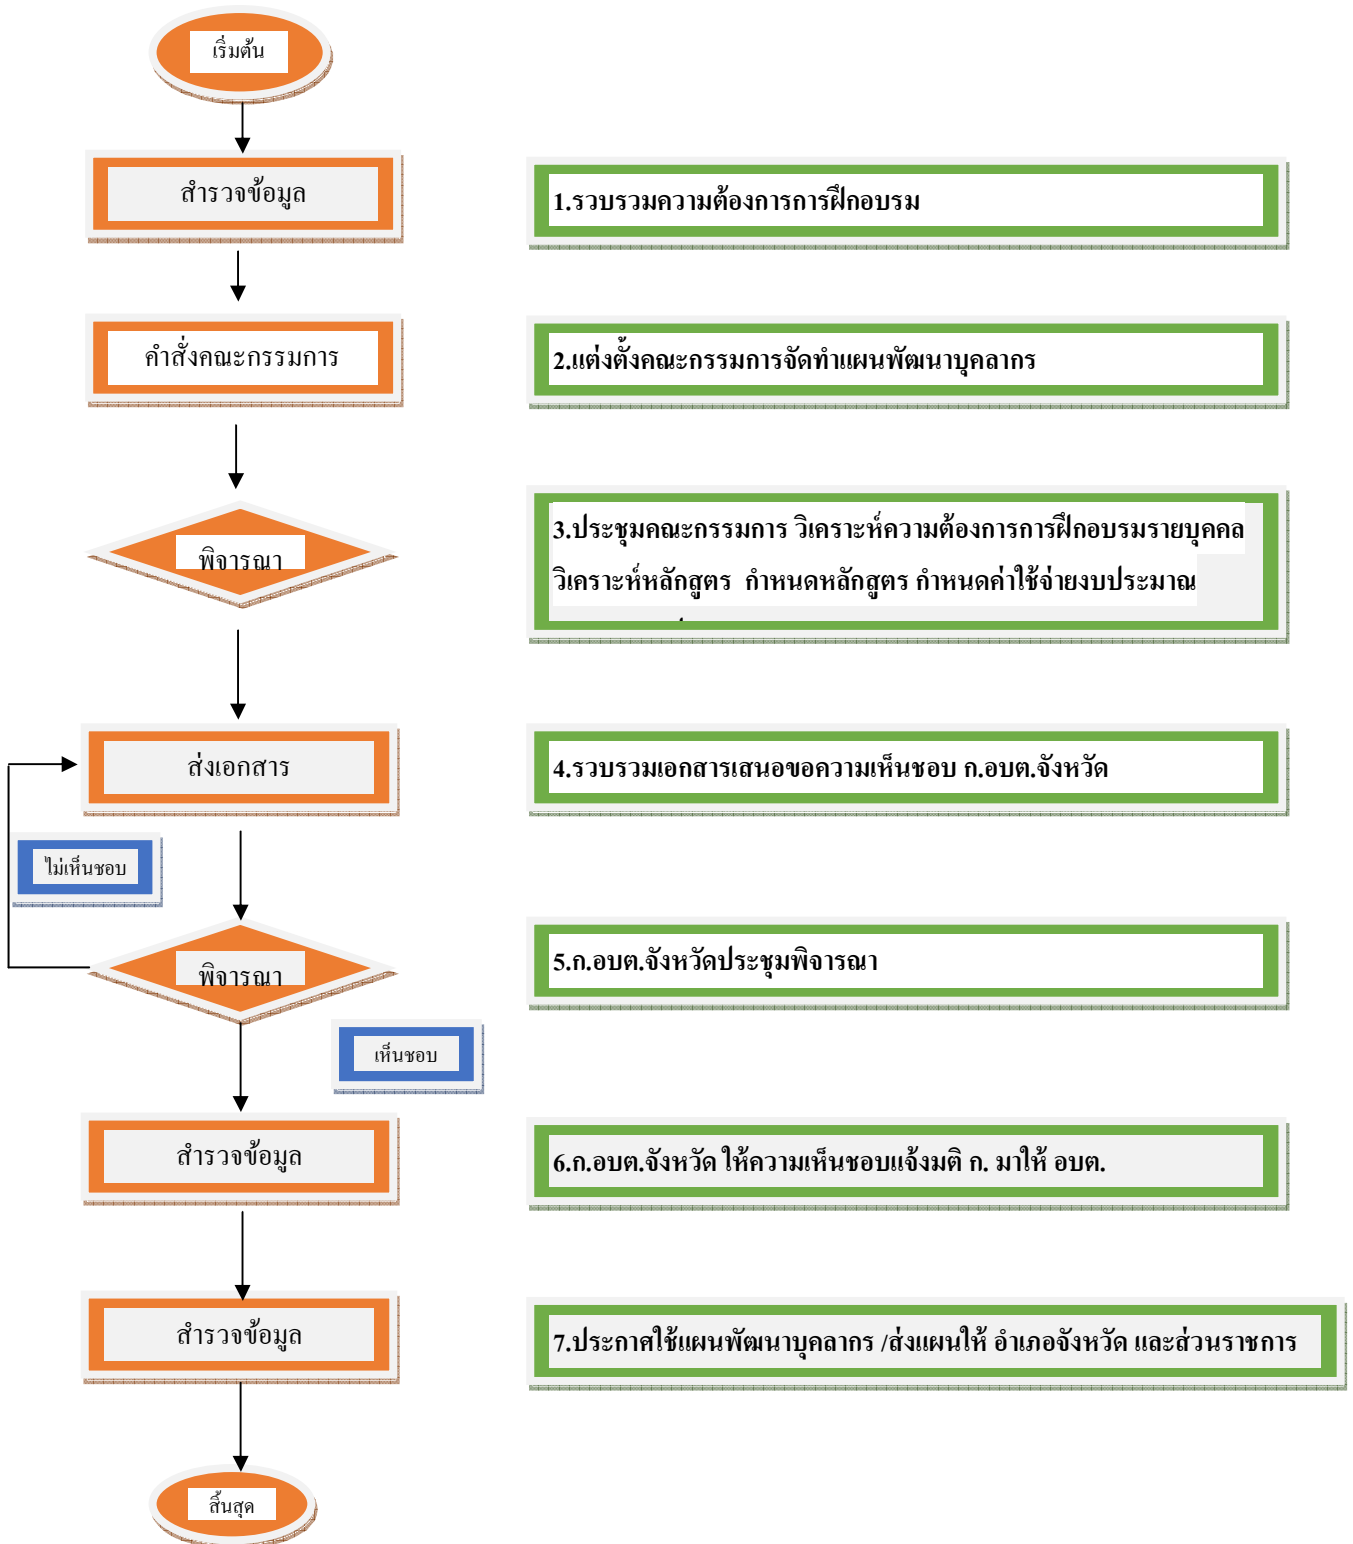 เริ่มต้น
สำรวจข้อมูล
1.รวบรวมความต้องการการฝึกอบรม
คำสั่งคณะกรรมการ
2.แต่งตั้งคณะกรรมการจัดทำแผนพัฒนาบุคลากร
พิจารณา
3.ประชุมคณะกรรมการ วิเคราะห์ความต้องการการฝึกอบรมรายบุคคล
วิเคราะห์หลักสูตร กำหนดหลักสูตร กำหนดค่าใช้จ่ายงบประมาณ
ส่งเอกสาร
4.รวบรวมเอกสารเสนอขอความเห็นชอบ ก.อบต.จังหวัด
ไม่เห็นชอบ
พิจารณา
5.ก.อบต.จังหวัดประชุมพิจารณา
เห็นชอบ
สำรวจข้อมูล
6.ก.อบต.จังหวัด ให้ความเห็นชอบแจ้งมติ ก. มาให้ อบต.
สำรวจข้อมูล
7.ประกาศใช้แผนพัฒนาบุคลากร /ส่งแผนให้ อำเภอจังหวัด และส่วนราชการ
สิ้นสุด